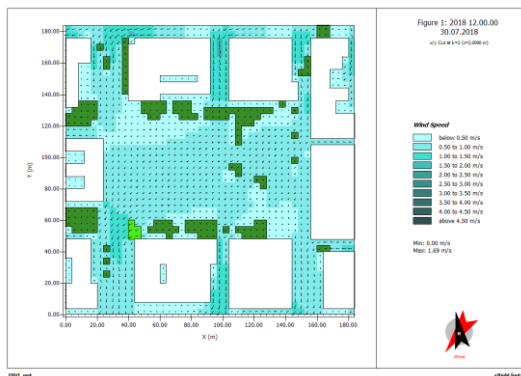 Figure 1: 2018 12.00.00
30.07.2018
x/y Cut at k=2 (z=3.0000 m)
180.00
160.00
140.00
120.00
100.00
80.00
60.00
40.00
20.00
0.00
Y (m)
0.00 20.00 40.00 60.00 80.00 100.00 120.00 140.00 160.00 180.00
X (m)
Wind Speed
below 0.50 m/s
0.50 to 1.00 m/s
1.00 to 1.50 m/s
1.50 to 2.00 m/s
2.00 to 2.50 m/s
2.50 to 3.00 m/s
3.00 to 3.50 m/s
3.50 to 4.00 m/s
4.00 to 4.50 m/s
above 4.50 m/s
Min: 0.00 m/s
Max: 1.69 m/s
N
Wind